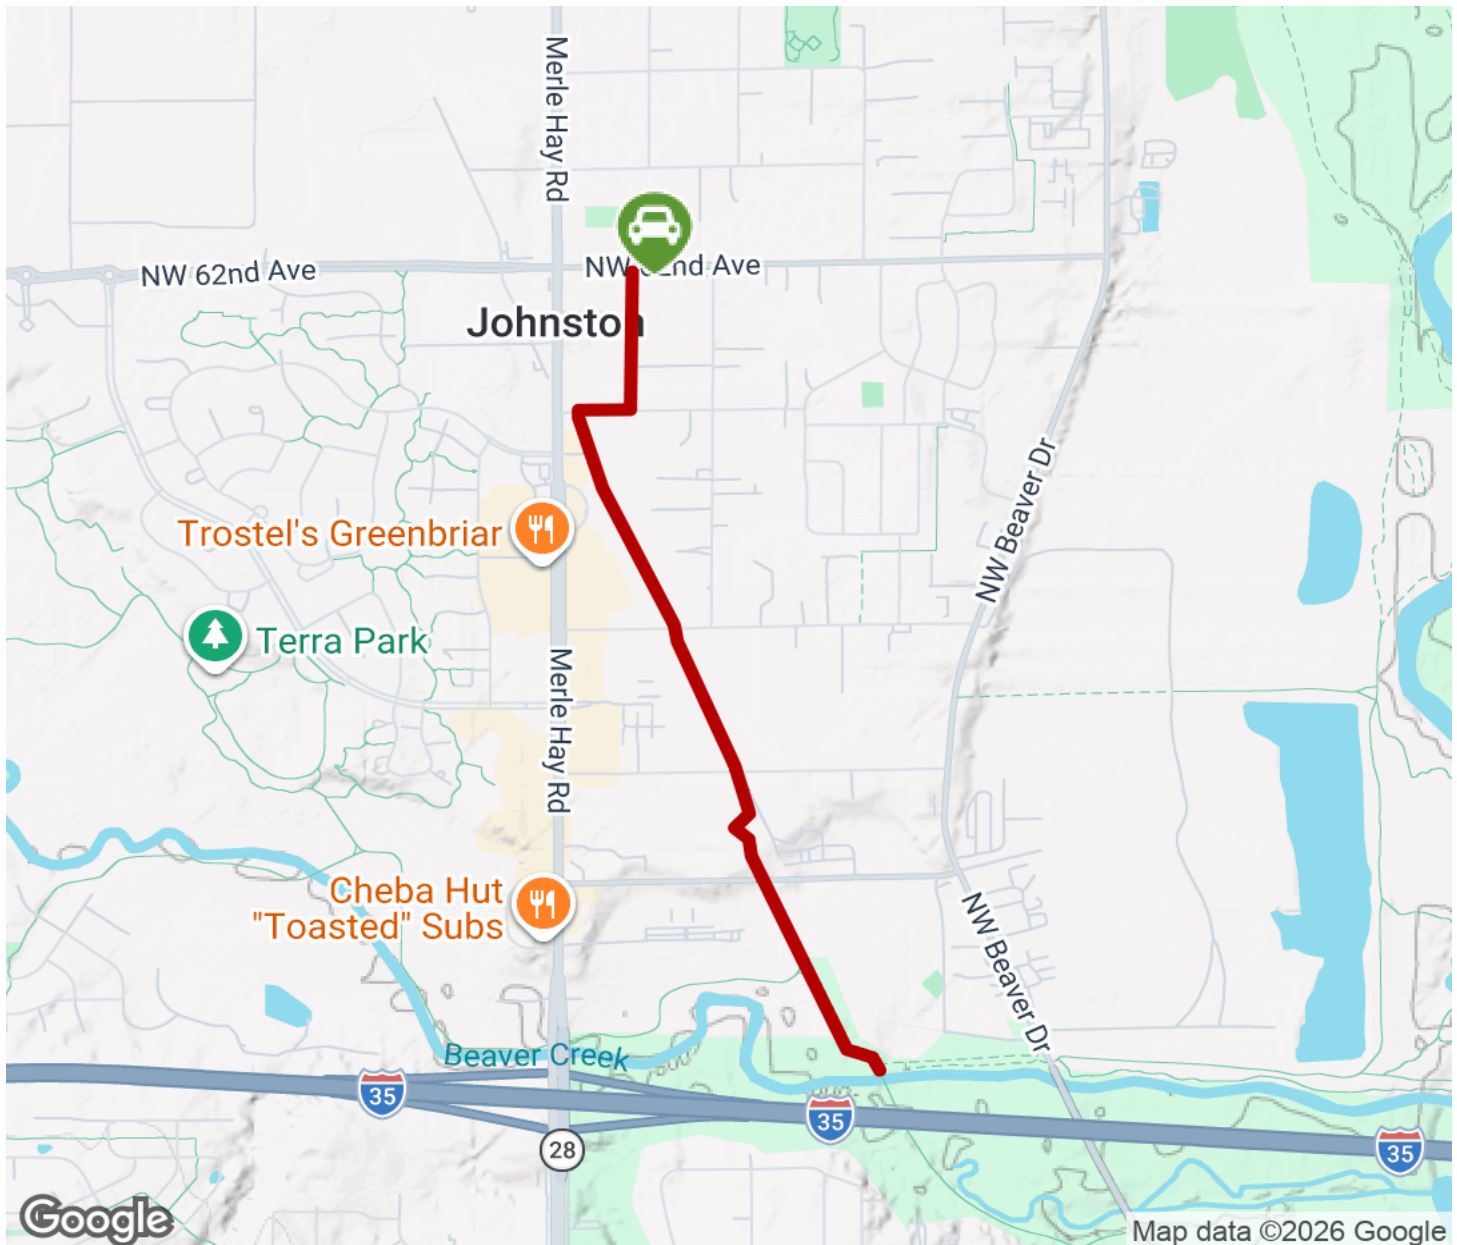 Merle Hay Rd
NW 62nd Ave
NW 62nd Ave
Johnston
NW Beaver Dr
Trostel's Greenbriar
Terra Park
Merle Hay Rd
Cheba Hut
"Toasted" Subs
NW Beaver Dr
Beaver Creek
35
35
35
28
Google
Map data ©2026 Google